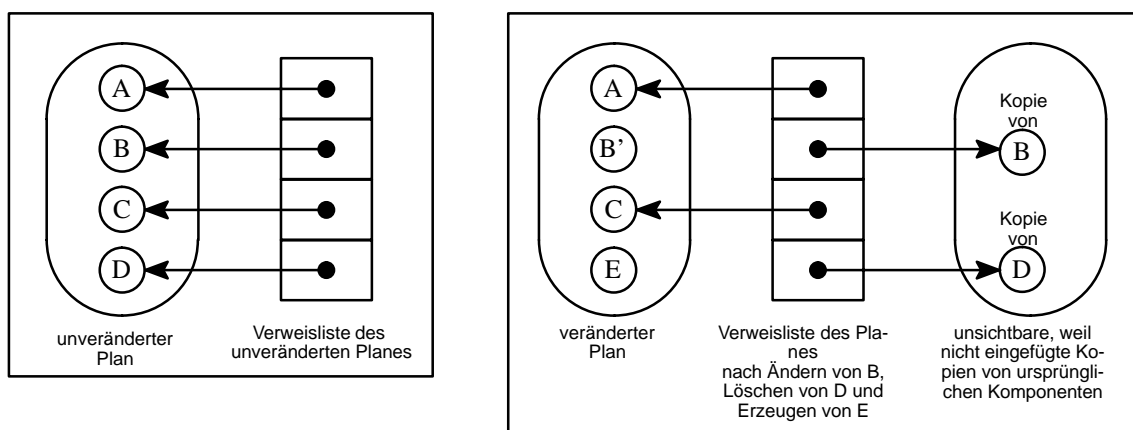 A
B
C
D
unveränderter
Plan
Verweisliste des
unveränderten Planes
A
B’
C
E
veränderter
Plan
Verweisliste des Pla-
nes
nach Ändern von B,
Löschen von D und
Erzeugen von E
Kopie
von
B
Kopie
von
D
unsichtbare, weil
nicht eingefügte Ko-
pien von ursprüngli-
chen Komponenten